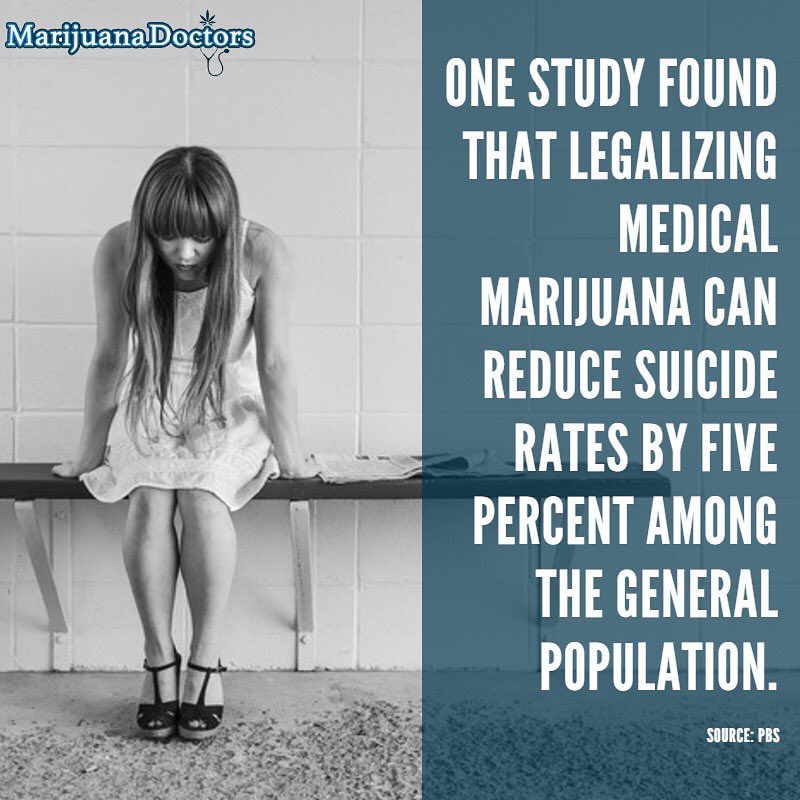 MarijuanaDoctors
ONE STUDY FOUND
THAT LEGALIZING
MEDICAL
MARIJUANA CAN
REDUCE SUICIDE
RATES BY FIVE
PERCENT AMONG
THE GENERAL
POPULATION.
SOURCE: PBS